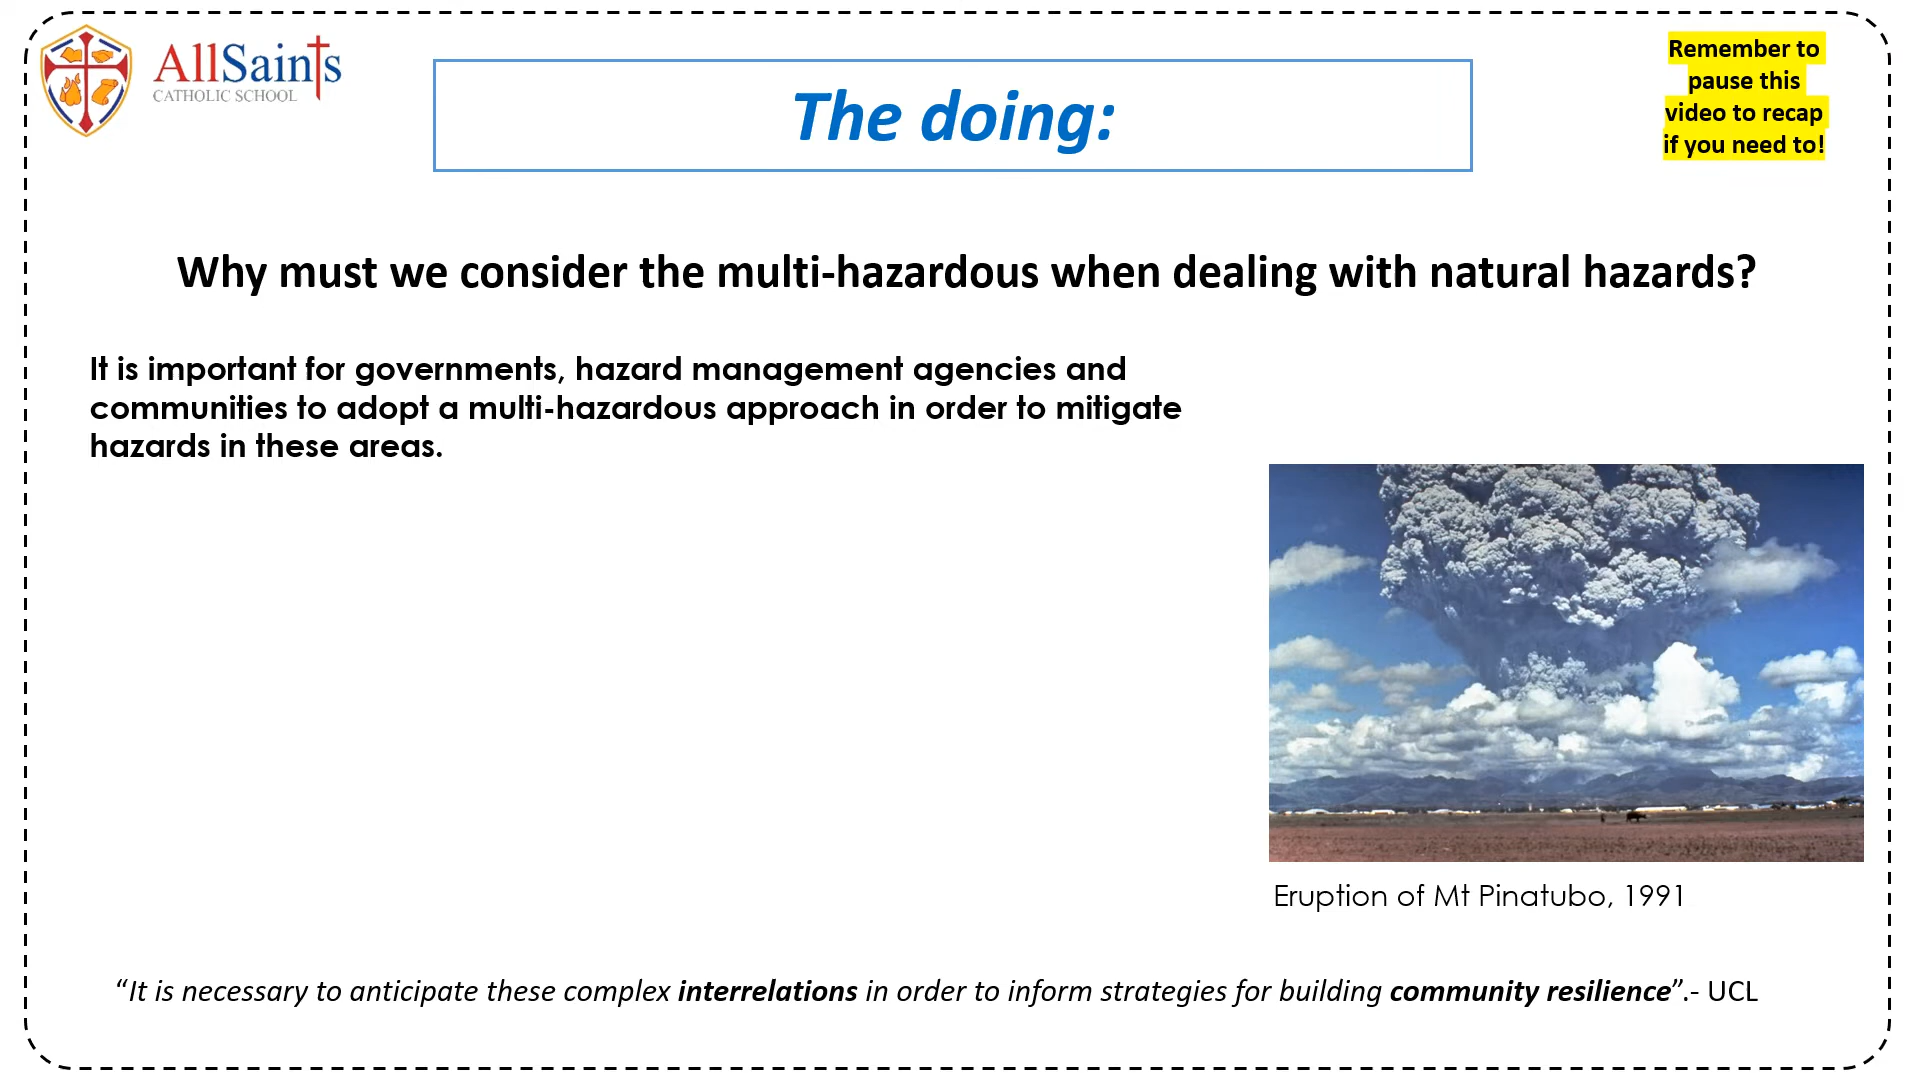 AllSaints
CATHOLIC SCHOOL
The doing:
Remember to
pause this
video to recap
if you need to!
Why must we consider the multi-hazardous when dealing with natural hazards?
It is important for governments, hazard management agencies and
communities to adopt a multi-hazardous approach in order to mitigate
hazards in these areas.
Eruption of Mt Pinatubo, 1991
“It is necessary to anticipate these complex interrelations in order to inform strategies for building community resilience”.- UCL